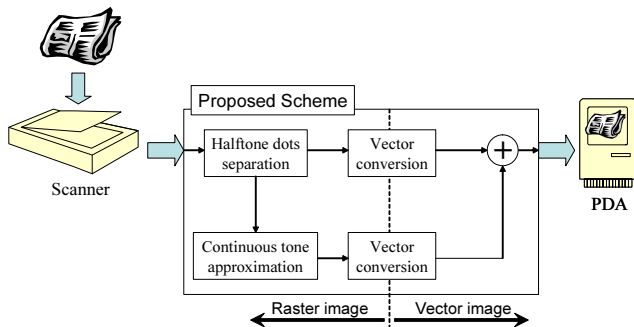 Proposed Scheme
Halftone dots
separation
Vector
conversion
+
Scanner
PDA
Continuous tone
approximation
Vector
conversion
Raster image
Vector image